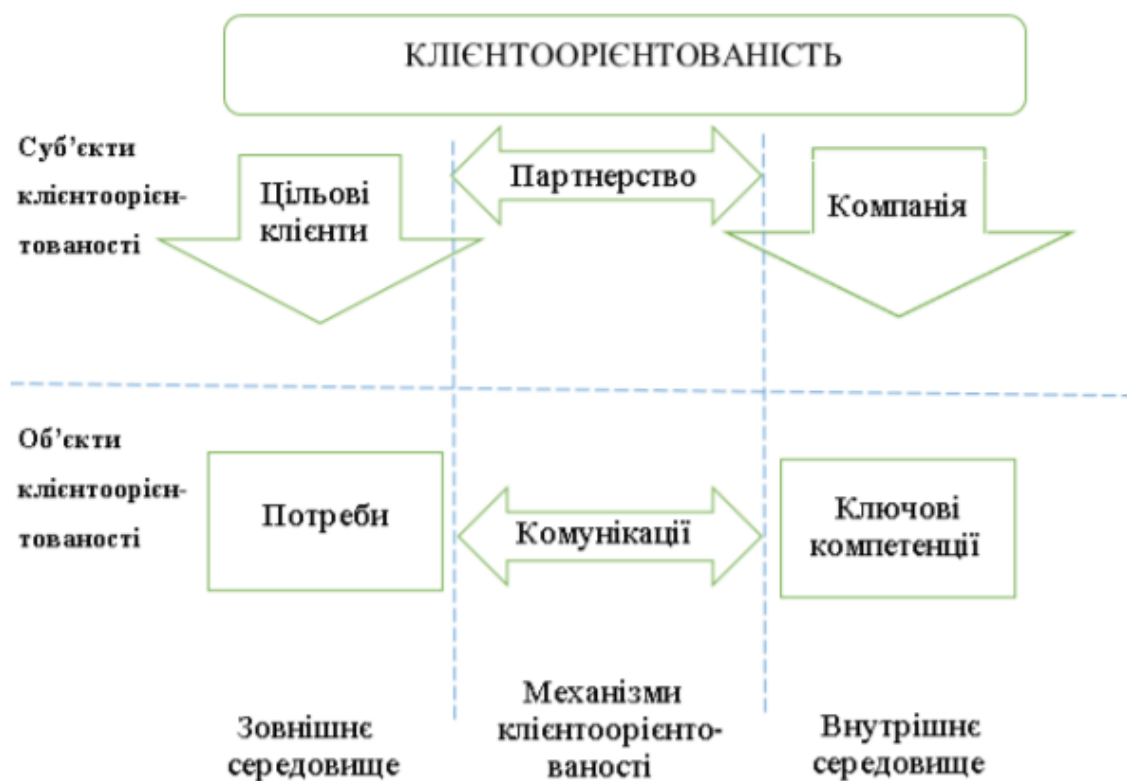 КЛІЄНТООРІЄНТОВАНІСТЬ
Суб’єкти
клієнтоорієн-
тованості
Цільові
клієнти
Партнерство
Компанія
Об’єкти
клієнтоорієн-
тованості
Потреби
Комунікації
Ключові
компетенції
Зовнішнє
середовище
Механізми
клієнтоорієнто-
ваності
Внутрішнє
середовище